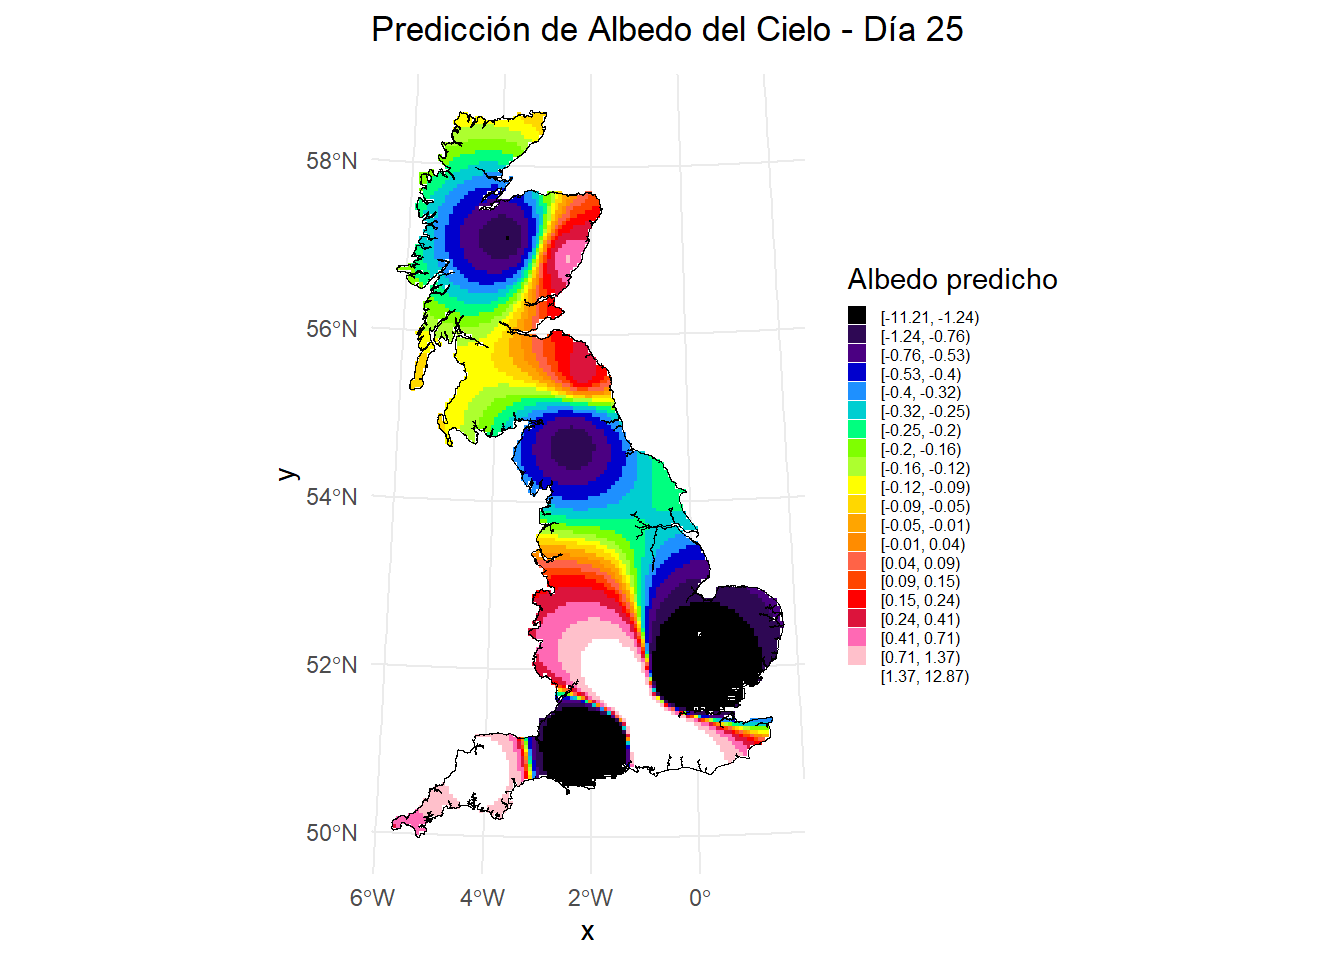 Predicción de Albedo del Cielo - Día 25
58°N
56°N
54°N
52°N
50°N
y
6°W 4°W 2°W 0°
x
Albedo predicho
[-11.21, -1.24)
[-1.24, -0.76)
[-0.76, -0.53)
[-0.53, -0.4)
[-0.4, -0.32)
[-0.32, -0.25)
[-0.25, -0.2)
[-0.2, -0.16)
[-0.16, -0.12)
[-0.12, -0.09)
[-0.09, -0.05)
[-0.05, -0.01)
[-0.01, 0.04)
[0.04, 0.09)
[0.09, 0.15)
[0.15, 0.24)
[0.24, 0.41)
[0.41, 0.71)
[0.71, 1.37)
[1.37, 12.87)